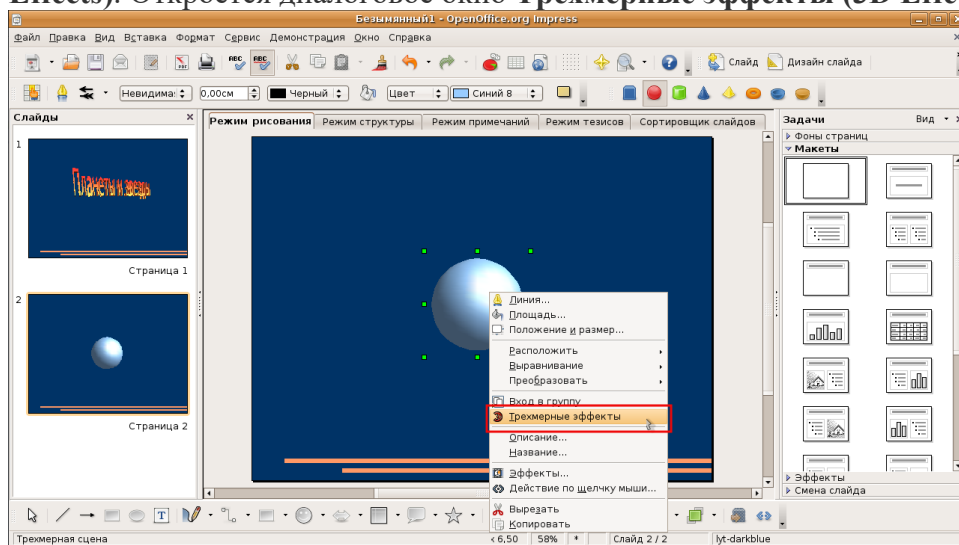 Effects). Откроется диалоговое окно Трехмерные эффекты (3D Effe
Безымянный1 - OpenOffice.org Impress
Файл Правка Вид Вставка Формат Сервис Демонстрация Окно Справка
Слайд Дизайн слайда
Невидима: 0,00см Черный Цвет Синий 8
Слайды
Режим рисования Режим структуры Режим примечаний Режим тезисов Сортировщик слайдов
Задачи Вид
Фоны страниц
Макеты
1
Планеты и звезды
Страница 1
2
Страница 2
Линия...
Площадь...
Положение и размер...
Расположить
Выравнивание
Преобразовать
Вход в группу
Трехмерные эффекты
Описание...
Название...
Эффекты...
Действие по щелчку мыши...
Вырезать
Копировать
Эффекты
Смена слайда
Трехмерная сцена
6,50 58% * Слайд 2 / 2 lyt-darkblue